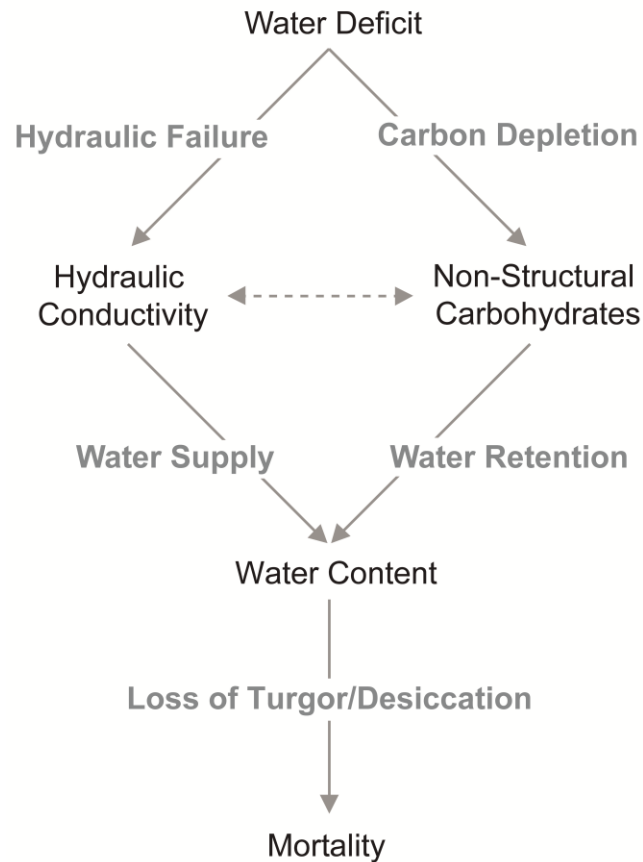 Water Deficit
Hydraulic Failure
Carbon Depletion
Hydraulic
Conductivity
Non-Structural
Carbohydrates
Water Supply
Water Retention
Water Content
Loss of Turgor/Desiccation
Mortality